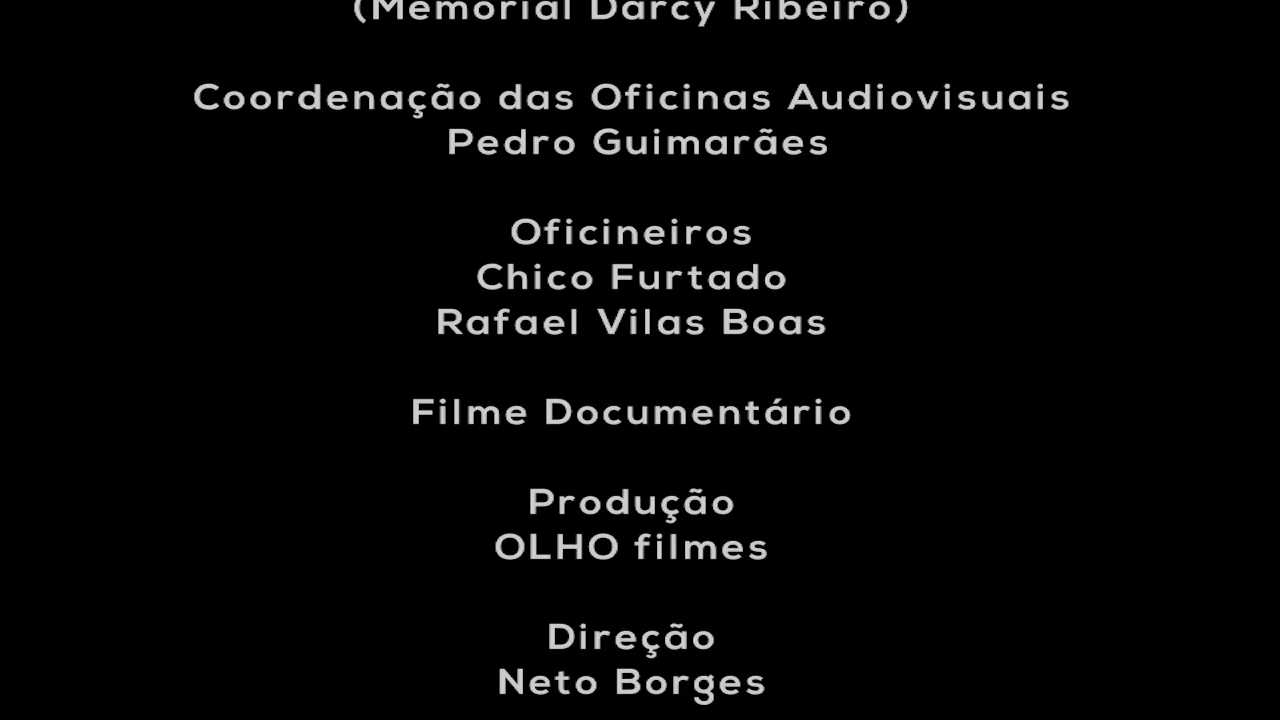 (Memorial Darcy Ribeiro)
Coordenação das Oficinas Audiovisuais
Pedro Guimarães
Oficineiros
Chico Furtado
Rafael Vilas Boas
Filme Documentário
Produção
OLHO filmes
Direção
Neto Borges